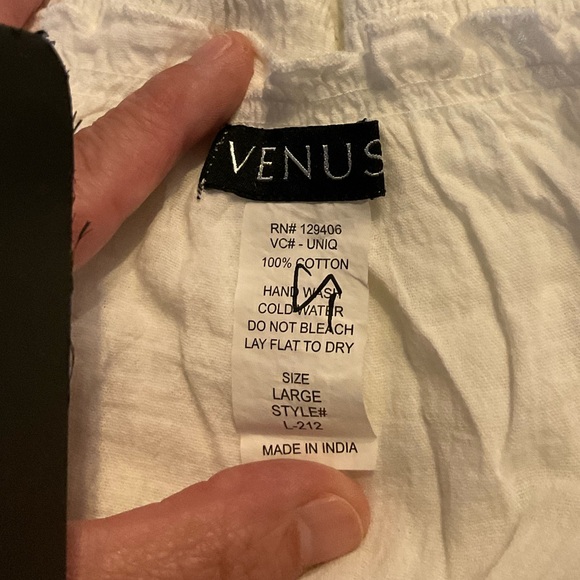 VENUS
RN# 129406
VC# - UNIQ
100% COTTON
HAND WASH
COLD WATER
DO NOT BLEACH
LAY FLAT TO DRY
SIZE
LARGE
STYLE#
L-212
MADE IN INDIA